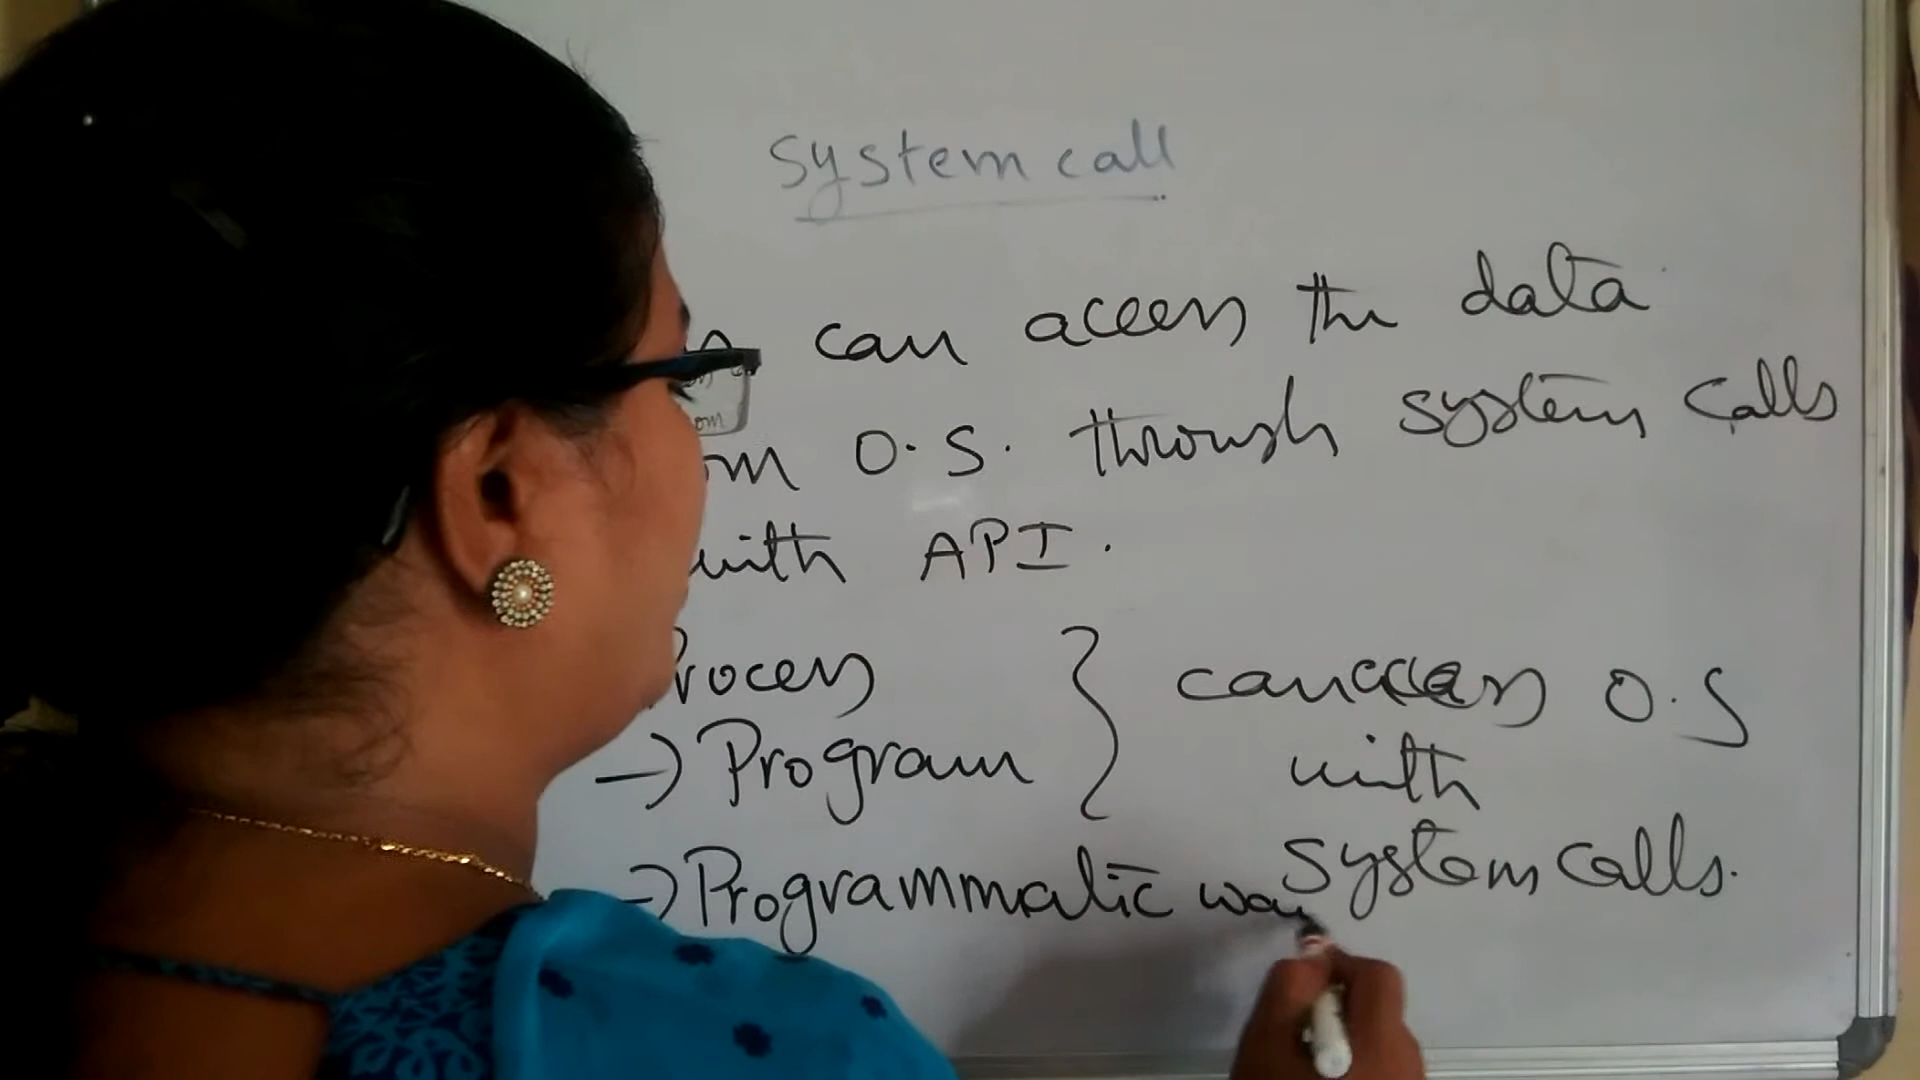 System call
can access the data
om O.S. through system calls
with API.
Process
→ Program } can access O.S
with
system calls.
→ Programmatic way